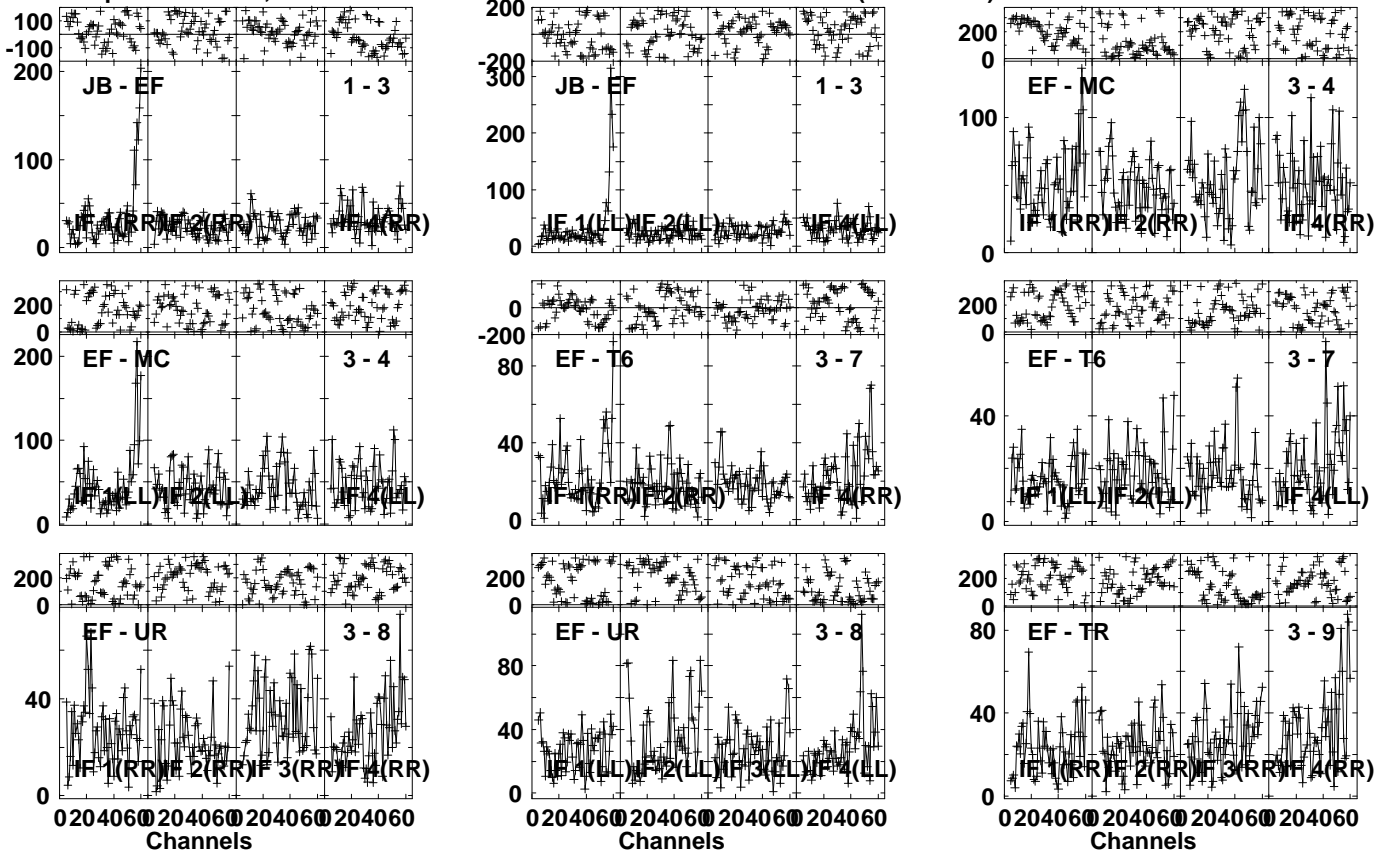 100
-100
200
JB - EF
1 - 3
100
IF 1(RR)
IF 2(RR)
IF 4(RR)
0
200
-200
300
JB - EF
1 - 3
200
100
IF 1(LL)
IF 2(LL)
IF 4(LL)
0
200
0
EF - MC
3 - 4
100
IF 1(RR)
IF 2(RR)
IF 4(RR)
0
200
0
200
EF - MC
3 - 4
100
IF 1(LL)
IF 2(LL)
IF 4(LL)
0
0
-200
80
EF - T6
3 - 7
40
IF 1(RR)
IF 2(RR)
IF 4(RR)
0
200
0
EF - T6
3 - 7
40
IF 1(LL)
IF 2(LL)
IF 4(LL)
0
200
0
EF - UR
3 - 8
40
IF 1(RR)
IF 2(RR)
IF 3(RR)
IF 4(RR)
0
0 20 40 60 0 20 40 60 0 20 40 60 0 20 40 60
Channels
200
0
EF - UR
3 - 8
80
40
IF 1(LL)
IF 2(LL)
IF 3(LL)
IF 4(LL)
0
0 20 40 60 0 20 40 60 0 20 40 60 0 20 40 60
Channels
200
0
80
EF - TR
3 - 9
40
IF 1(RR)
IF 2(RR)
IF 3(RR)
IF 4(RR)
0
0 20 40 60 0 20 40 60 0 20 40 60 0 20 40 60
Channels